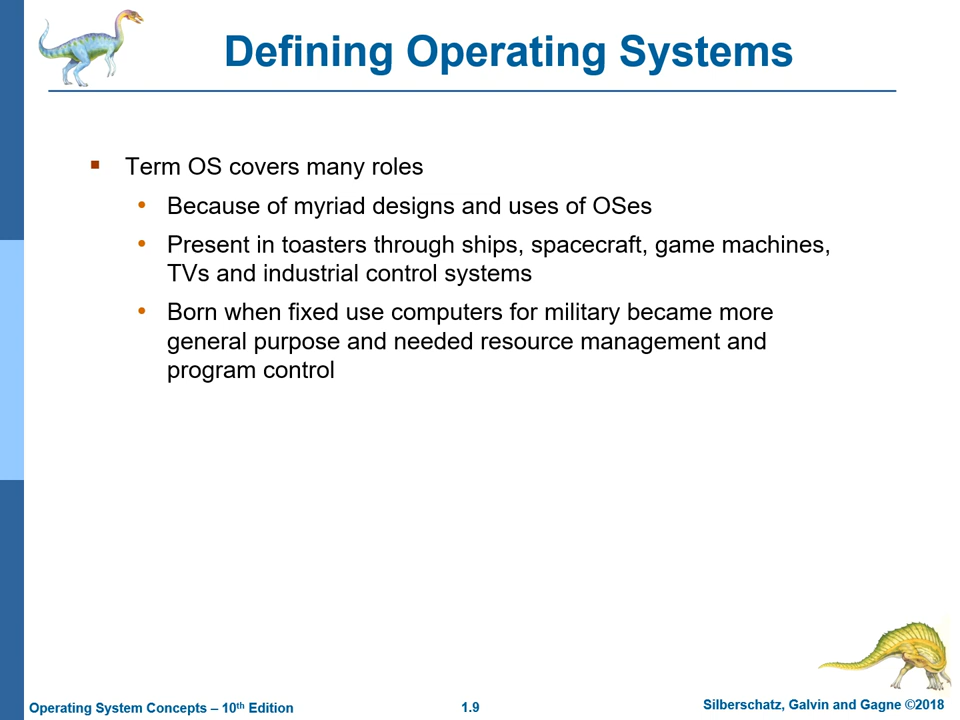 Defining Operating Systems
▪ Term OS covers many roles
• Because of myriad designs and uses of OSes
• Present in toasters through ships, spacecraft, game machines,
TVs and industrial control systems
• Born when fixed use computers for military became more
general purpose and needed resource management and
program control
Operating System Concepts – 10th Edition
1.9
Silberschatz, Galvin and Gagne ©2018